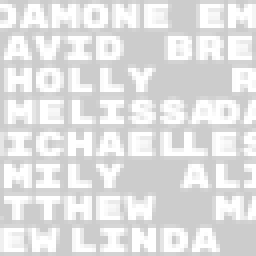 DAMONE EM
AVID BRE
HOLLY R
MELISSADA
ICHAELLES
MILY ALI
TTHEW MA
EW LINDA